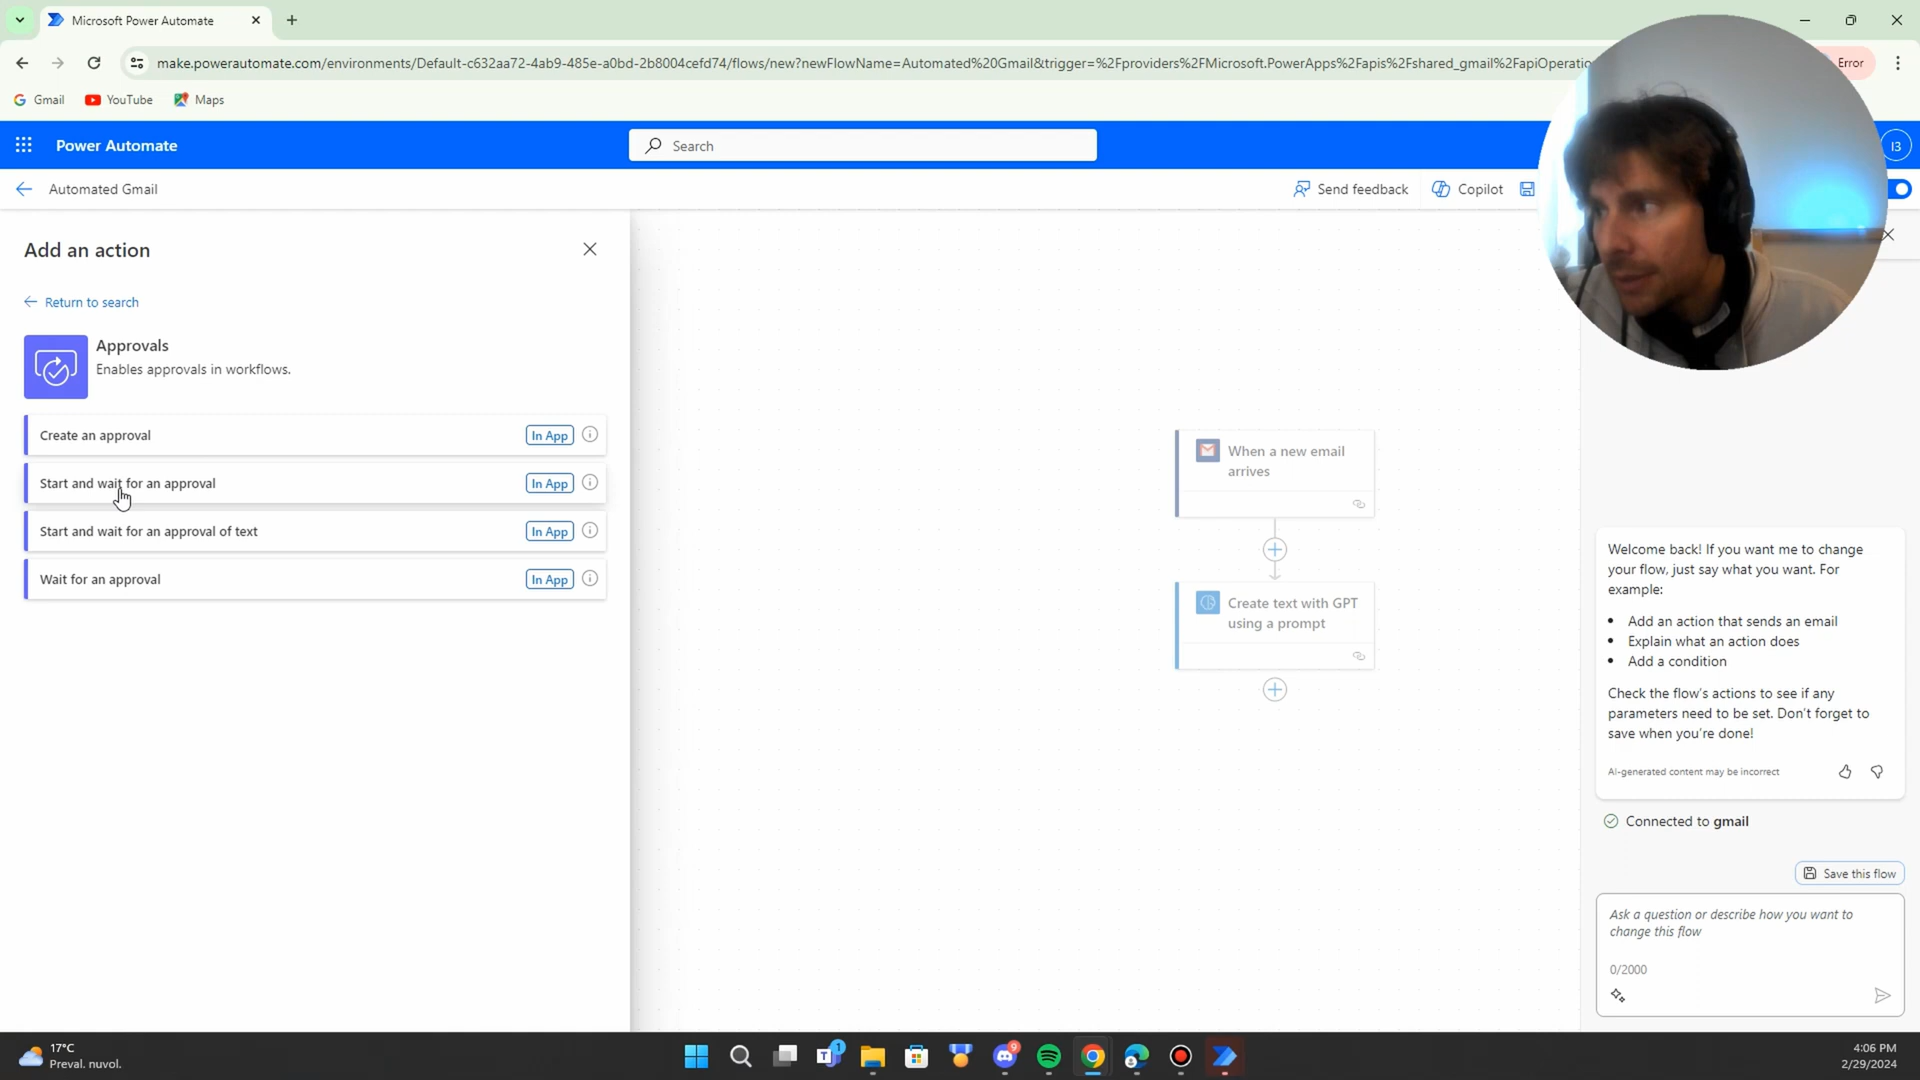 Microsoft Power Automate
make.powerautomate.com/environments/Default-c632aa72-4ab9-485e-a0bd-2b8004cefd74/flows/new?newFlowName=Automated%20Gmail&trigger=%2Fproviders%2FMicrosoft.PowerApps%2Fapis%2Fshared_gmail%2FapiOperatio
Error
Gmail
YouTube
Maps
Power Automate
Search
I3
Automated Gmail
Send feedback
Copilot
Add an action
Return to search
Approvals
Enables approvals in workflows.
Create an approval
In App
Start and wait for an approval
In App
Start and wait for an approval of text
In App
Wait for an approval
In App
When a new email
arrives
Create text with GPT
using a prompt
Welcome back! If you want me to change
your flow, just say what you want. For
example:
• Add an action that sends an email
• Explain what an action does
• Add a condition
Check the flow's actions to see if any
parameters need to be set. Don't forget to
save when you're done!
AI-generated content may be incorrect
Connected to gmail
Save this flow
Ask a question or describe how you want to
change this flow
0/2000
17°C
Preval. nuvol.
1
9
4:06 PM
2/29/2024